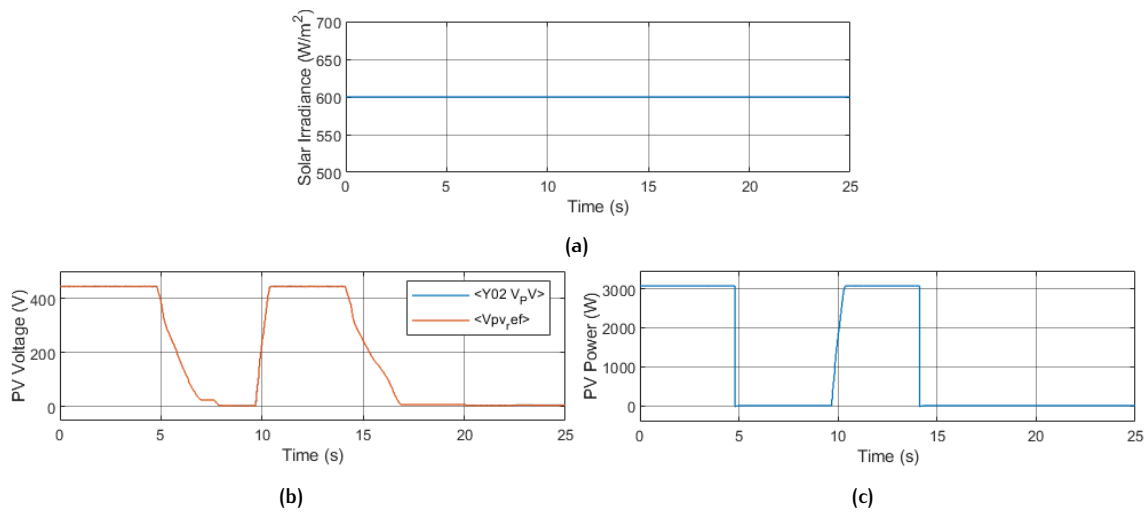 Solar Irradiance (W/m²)
700
650
600
550
500
0 5 10 15 20 25
Time (s)
(a)
PV Voltage (V)
400
200
0
<Y02 V_PV>
<Vpv_ref>
0 5 10 15 20 25
Time (s)
(b)
PV Power (W)
3000
2000
1000
0
0 5 10 15 20 25
Time (s)
(c)